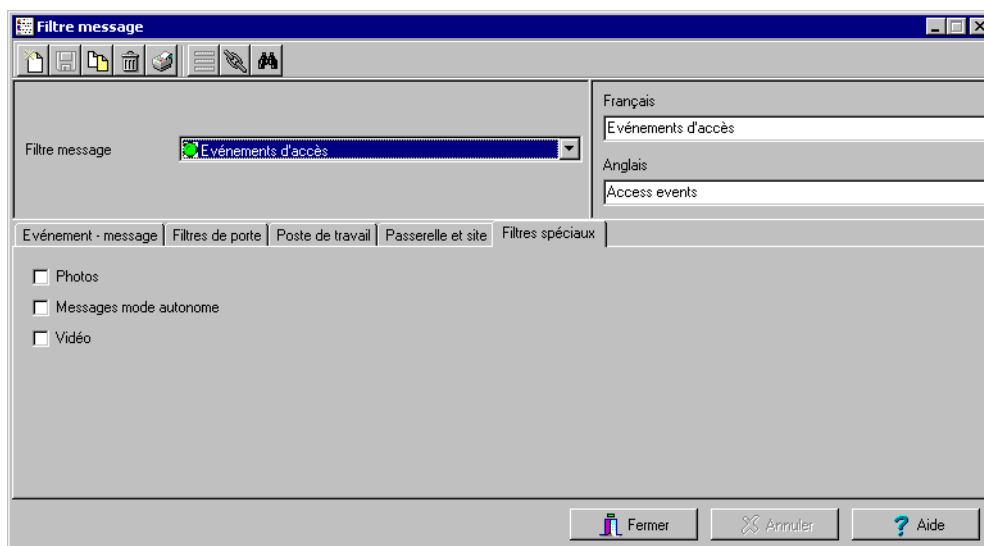 Filtre message
Filtre message
Evénements d'accès
Français
Evénements d'accès
Anglais
Access events
Evénement - message
Filtres de porte
Poste de travail
Passerelle et site
Filtres spéciaux
Photos
Messages mode autonome
Vidéo
Fermer
Annuler
Aide